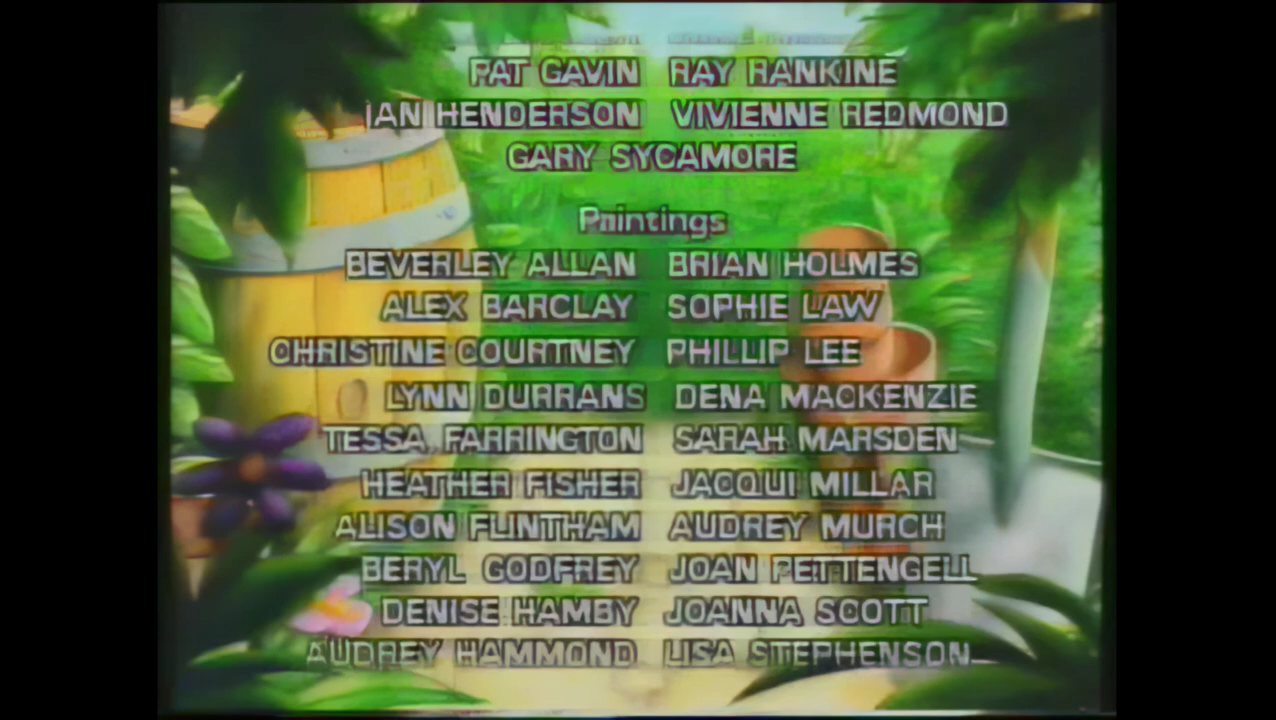 PAT GAVIN RAY RANKINE
IAN HENDERSON VIVIENNE REDMOND
GARY SYCAMORE
Paintings
BEVERLEY ALLAN BRIAN HOLMES
ALEX BARCLAY SOPHIE LAW
CHRISTINE COURTNEY PHILLIP LEE
LYNN DURRANS DENA MACKENZIE
TESSA FARRINGTON SARAH MARSDEN
HEATHER FISHER JACQUI MILLAR
ALISON FLINTHAM AUDREY MURCH
BERYL GODFREY JOAN PETTENGELL
DENISE HAMBY JOANNA SCOTT
AUDREY HAMMOND LISA STEPHENSON